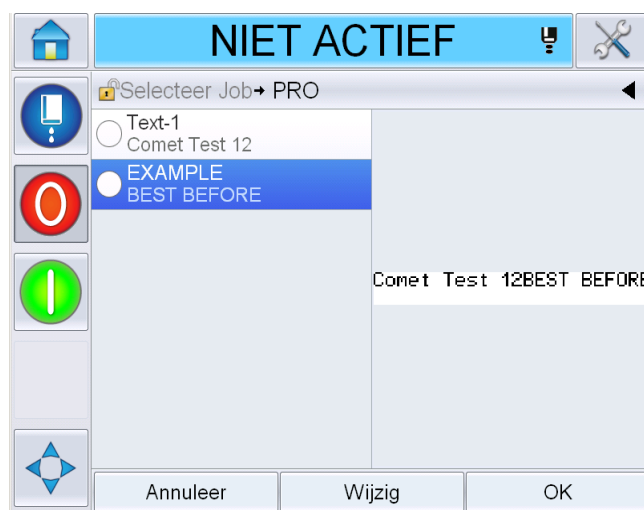 NIET ACTIEF
Selecteer Job→ PRO
Text-1
Comet Test 12
EXAMPLE
BEST BEFORE
Comet Test 12BEST BEFORE
Annuleer
Wijzig
OK